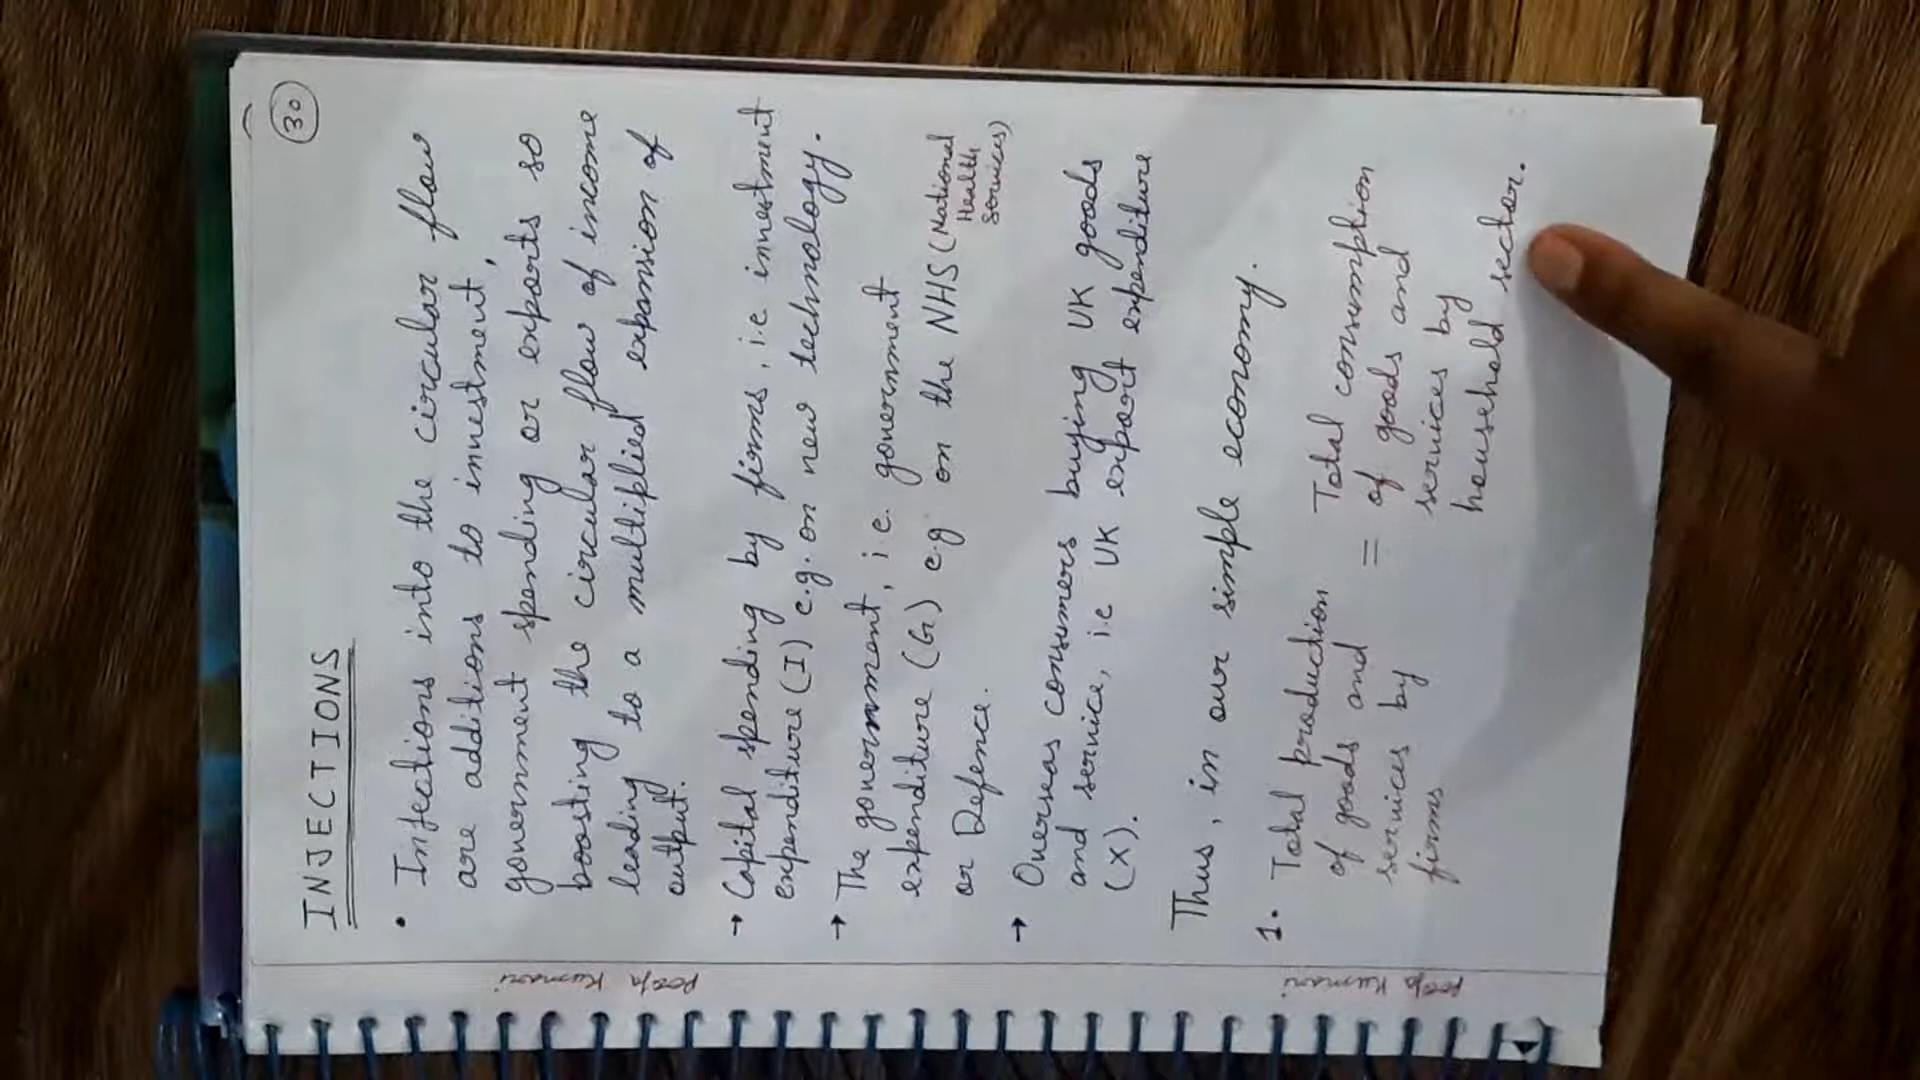 30
INJECTIONS
• Injections into the circular flow
are additions to investment,
government spending or exports so
boosting the circular flow of income
leading to a multiplied expansion of
output.
→ Capital spending by firms, i.e investment
expenditure (I) e.g. on new technology.
→ The government, i.e. government
expenditure (G) e.g on the NHS (National
Health
Services)
or Defence.
→ Overseas consumers buying UK goods
and service, i.e UK export expenditure
(X).
Thus, in our simple economy.
1. Total production
of goods and
services by
firms
=
Total consumption
of goods and
services by
household sector.
Pooja Kumari
Pooja Kumari